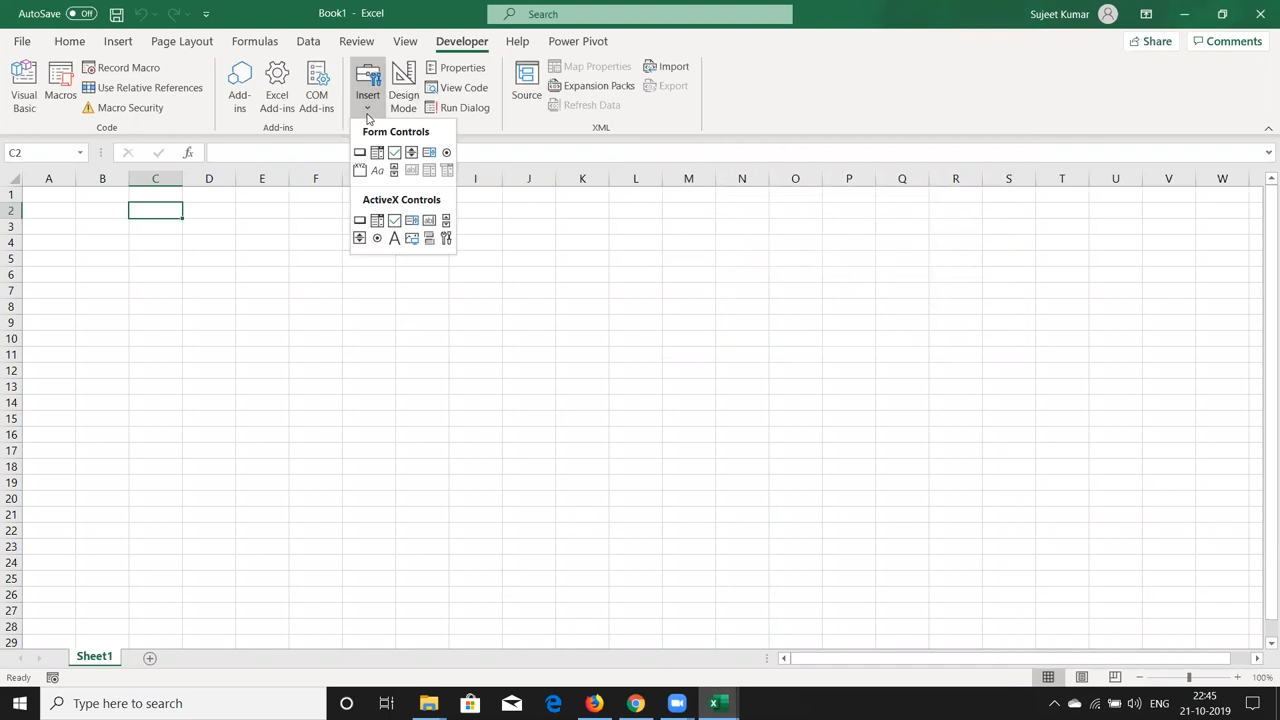 AutoSave Off Book1 - Excel Search Sujeet Kumar
File Home Insert Page Layout Formulas Data Review View Developer Help Power Pivot Share Comments
Visual Basic Macros Record Macro Use Relative References Macro Security Code
Add-ins Excel Add-ins COM Add-ins Add-ins
Insert Design Mode Properties View Code Run Dialog
Source Map Properties Expansion Packs Refresh Data Import Export XML
Form Controls
XYZ Aa ab|
ActiveX Controls
ab| A
C2 fx
A B C D E F I J K L M N O P Q R S T U V W
1
2
3
4
5
6
7
8
9
10
11
12
13
14
15
16
17
18
19
20
21
22
23
24
25
26
27
28
29
Sheet1
Ready 100%
Type here to search ENG 22:45
21-10-2019